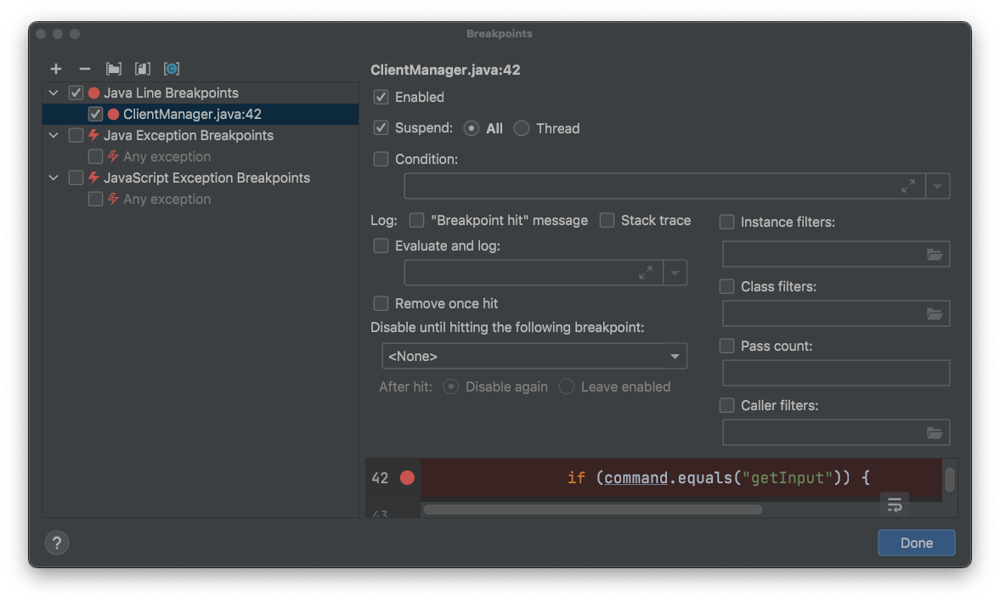 Breakpoints
Java Line Breakpoints
ClientManager.java:42
Java Exception Breakpoints
Any exception
JavaScript Exception Breakpoints
Any exception
ClientManager.java:42
Enabled
Suspend: All Thread
Condition:
Log: "Breakpoint hit" message Stack trace
Evaluate and log:
Remove once hit
Disable until hitting the following breakpoint:
<None>
After hit: Disable again Leave enabled
Instance filters:
Class filters:
Pass count:
Caller filters:
42 if (command.equals("getInput")) {
43
? Done